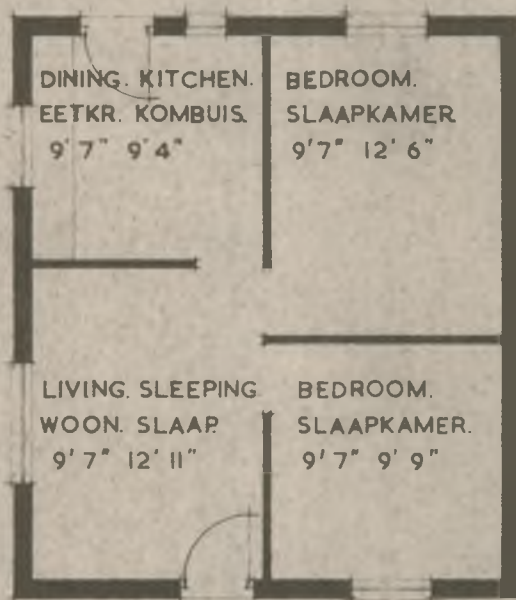 DINING. KITCHEN.
EETKR. KOMBUIS.
9'7" 9'4"
BEDROOM.
SLAAPKAMER
9'7" 12'6"
LIVING. SLEEPING
WOON. SLAAP.
9'7" 12'11"
BEDROOM.
SLAAPKAMER.
9'7" 9'9"